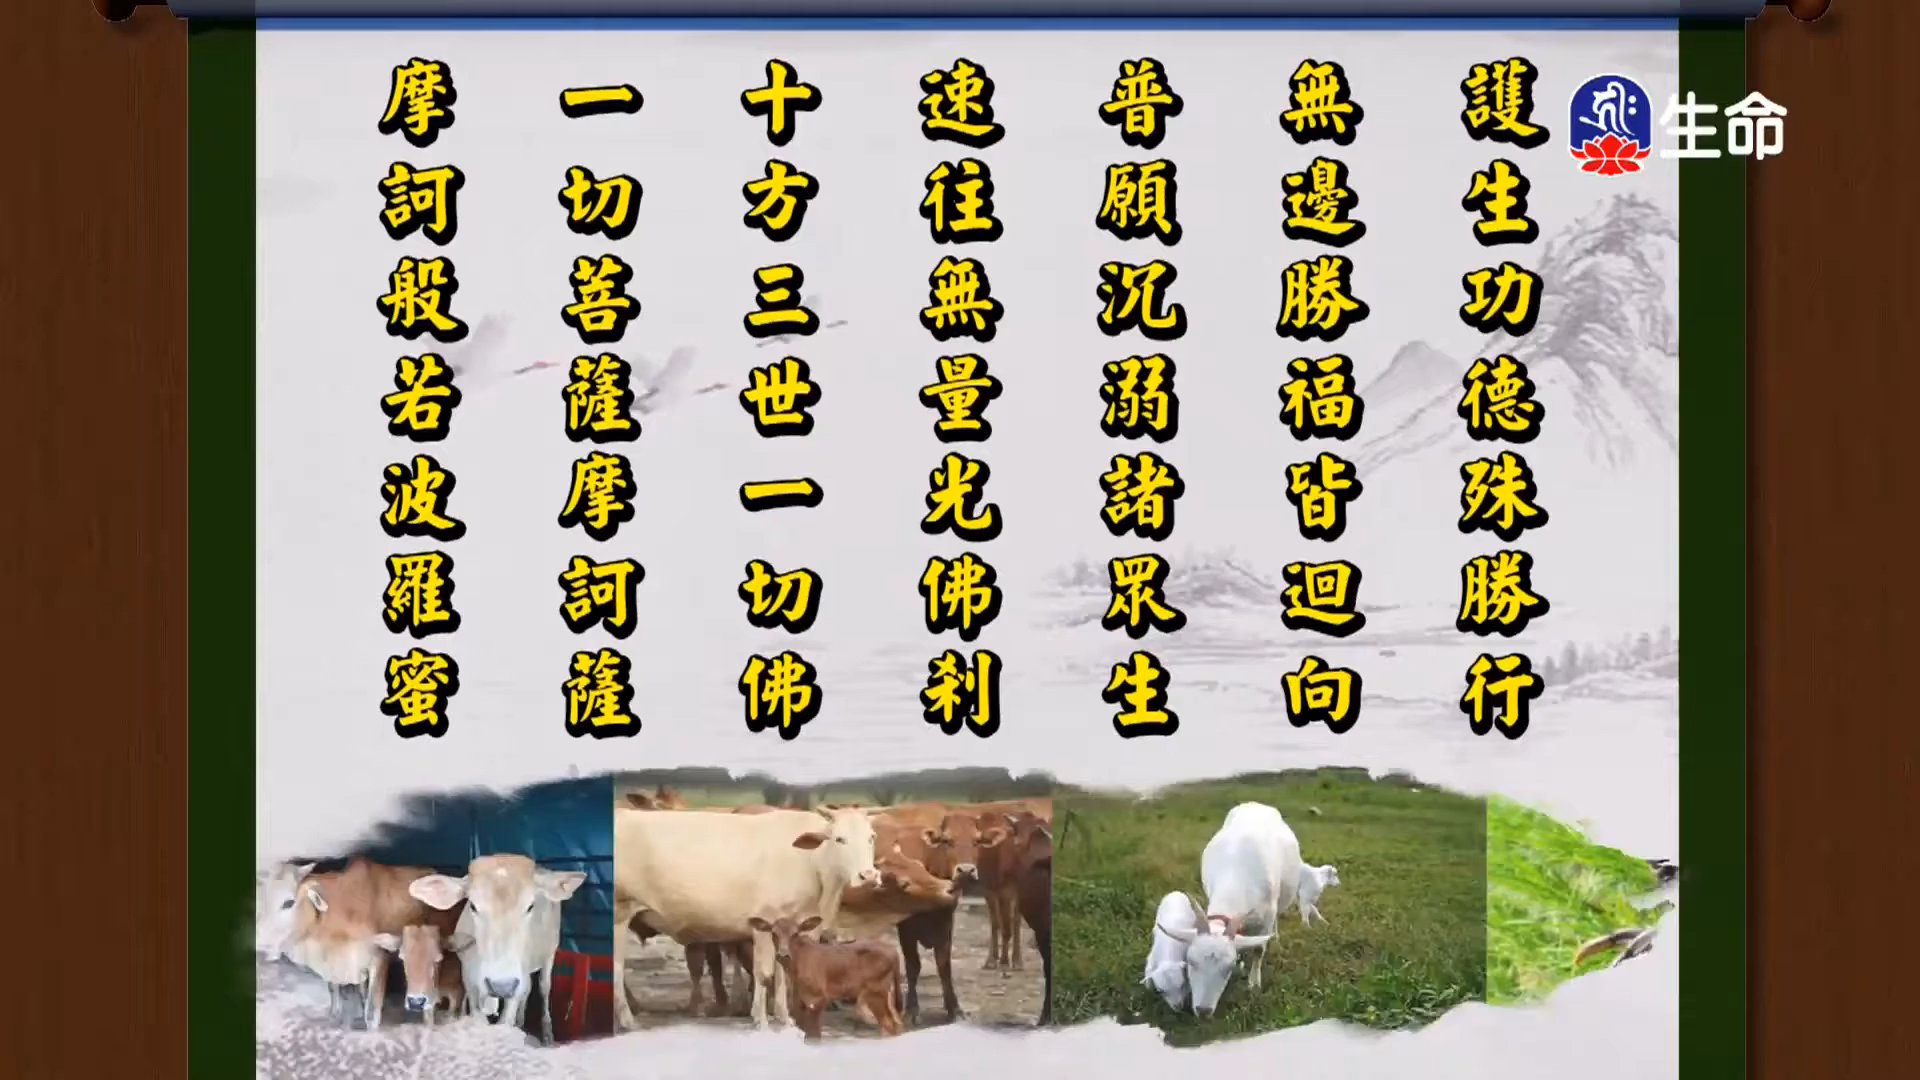 護生功德殊勝行
無邊勝福皆迴向
普願沉溺諸眾生
速往無量光佛剎
十方三世一切佛
一切菩薩摩訶薩
摩訶般若波羅蜜
生命